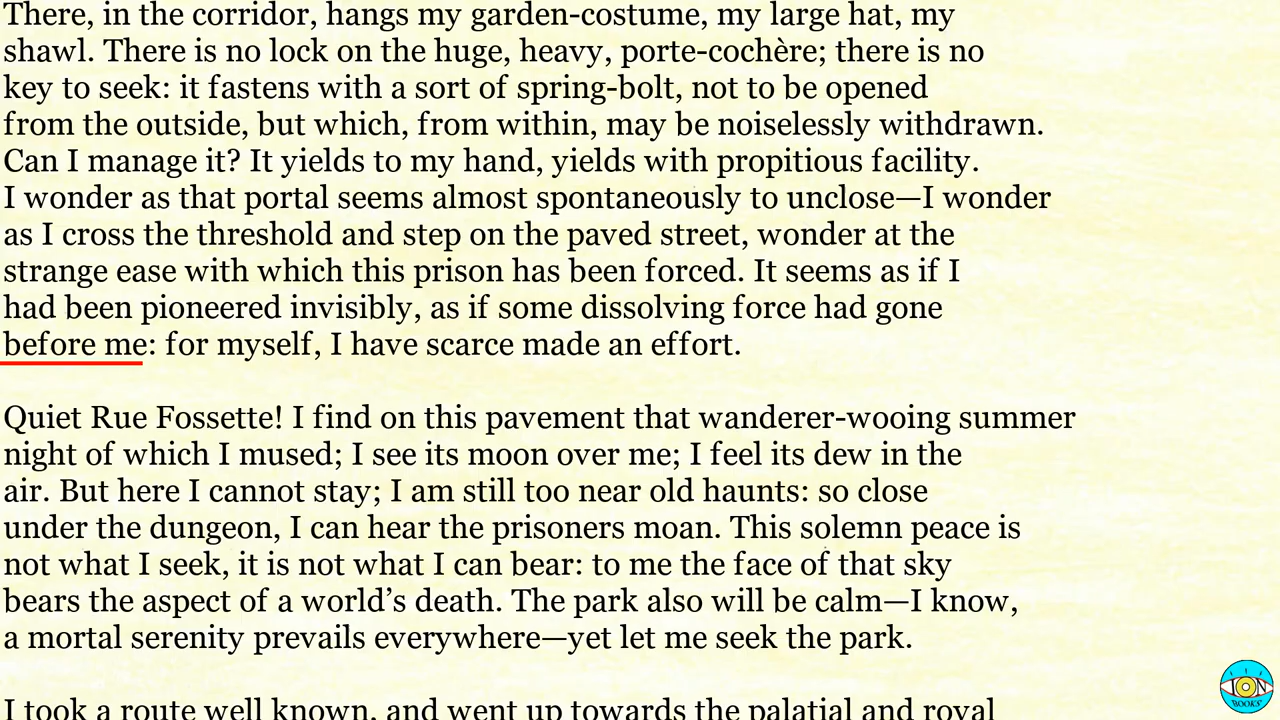 There, in the corridor, hangs my garden-costume, my large hat, my
shawl. There is no lock on the huge, heavy, porte-cochère; there is no
key to seek: it fastens with a sort of spring-bolt, not to be opened
from the outside, but which, from within, may be noiselessly withdrawn.
Can I manage it? It yields to my hand, yields with propitious facility.
I wonder as that portal seems almost spontaneously to unclose—I wonder
as I cross the threshold and step on the paved street, wonder at the
strange ease with which this prison has been forced. It seems as if I
had been pioneered invisibly, as if some dissolving force had gone
before me: for myself, I have scarce made an effort.
Quiet Rue Fossette! I find on this pavement that wanderer-wooing summer
night of which I mused; I see its moon over me; I feel its dew in the
air. But here I cannot stay; I am still too near old haunts: so close
under the dungeon, I can hear the prisoners moan. This solemn peace is
not what I seek, it is not what I can bear: to me the face of that sky
bears the aspect of a world’s death. The park also will be calm—I know,
a mortal serenity prevails everywhere—yet let me seek the park.
I took a route well known, and went up towards the palatial and royal
ION
BOOKS